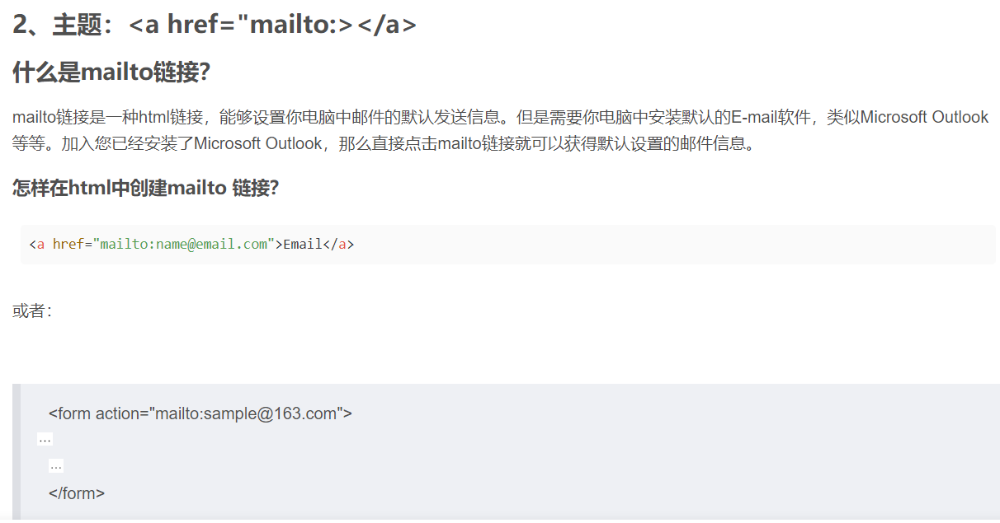 2、主题：<a href="mailto:></a>
什么是mailto链接？
mailto链接是一种html链接，能够设置你电脑中邮件的默认发送信息。但是需要你电脑中安装默认的E-mail软件，类似Microsoft Outlook
等等。加入您已经安装了Microsoft Outlook，那么直接点击mailto链接就可以获得默认设置的邮件信息。
怎样在html中创建mailto 链接？
<a href="mailto:name@email.com">Email</a>
或者：
<form action="mailto:sample@163.com">
...
...
</form>